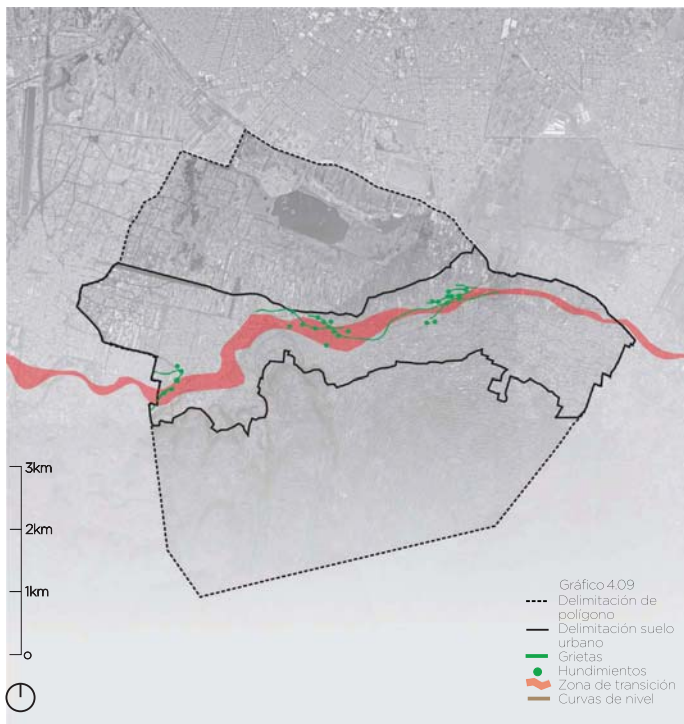 3km
2km
1km
0
Gráfico 4.09
Delimitación de
polígono
Delimitación suelo
urbano
Grietas
Hundimientos
Zona de transición
Curvas de nivel